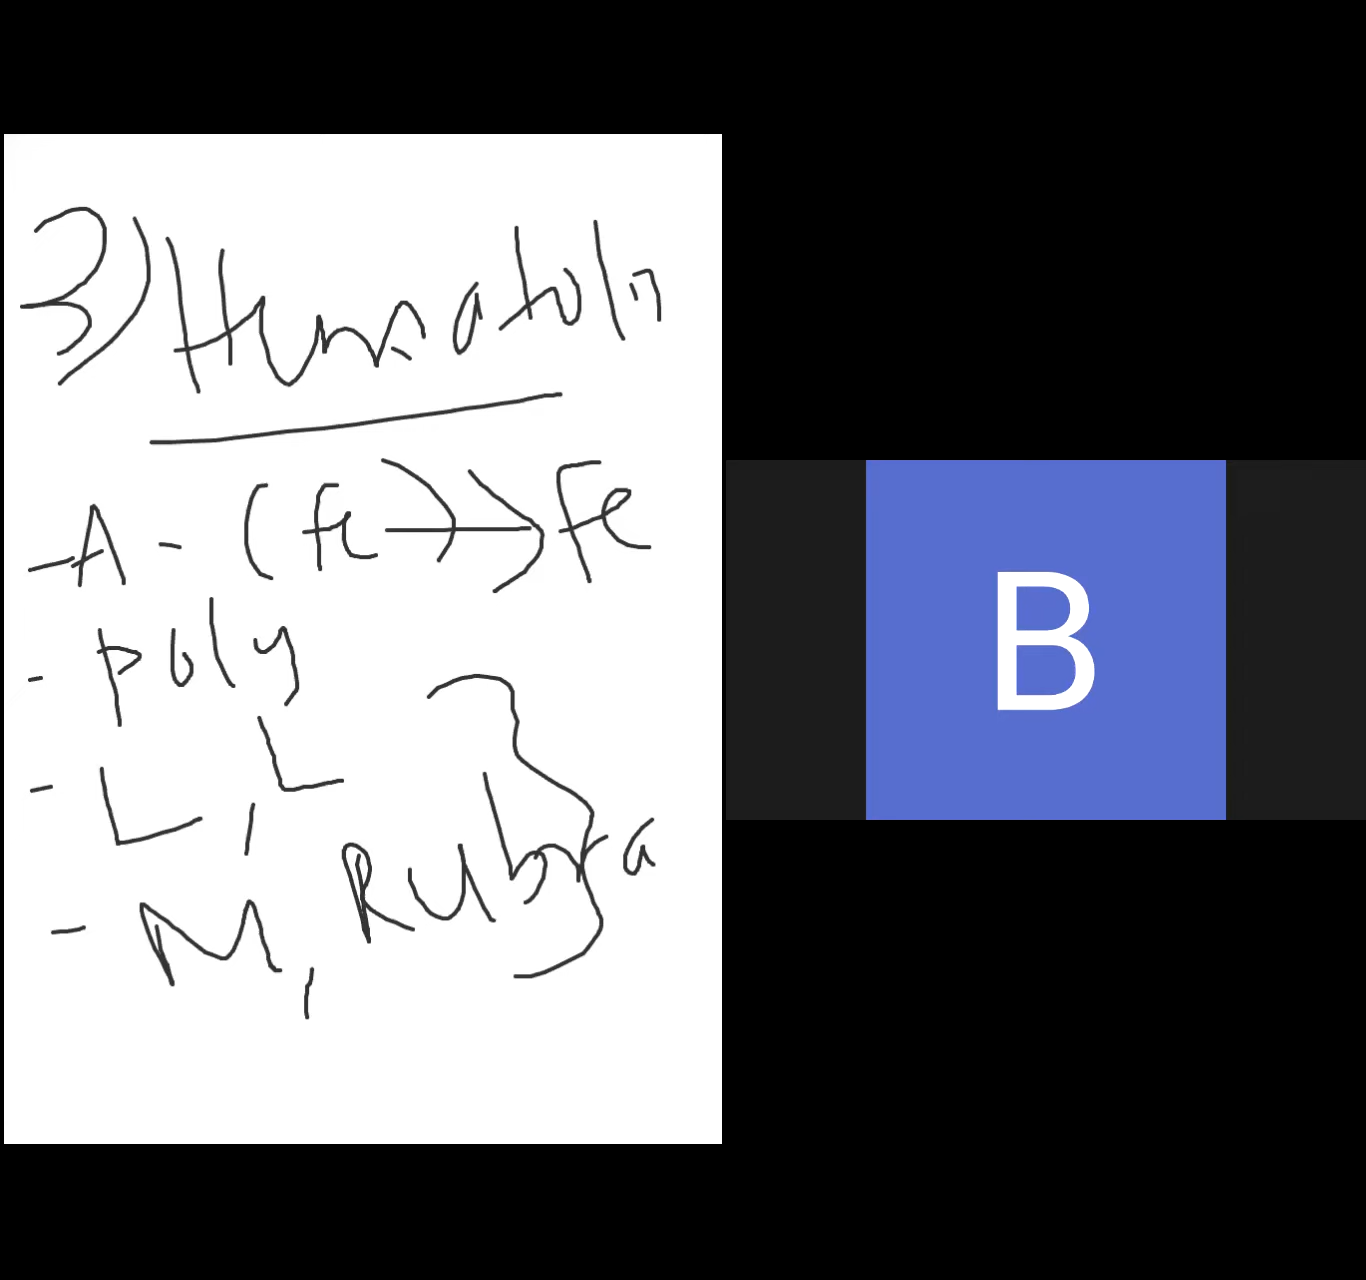 3) Hematolo
- A - (Fe → )) Fe
- poly
- L, L
- M, Rubra
B